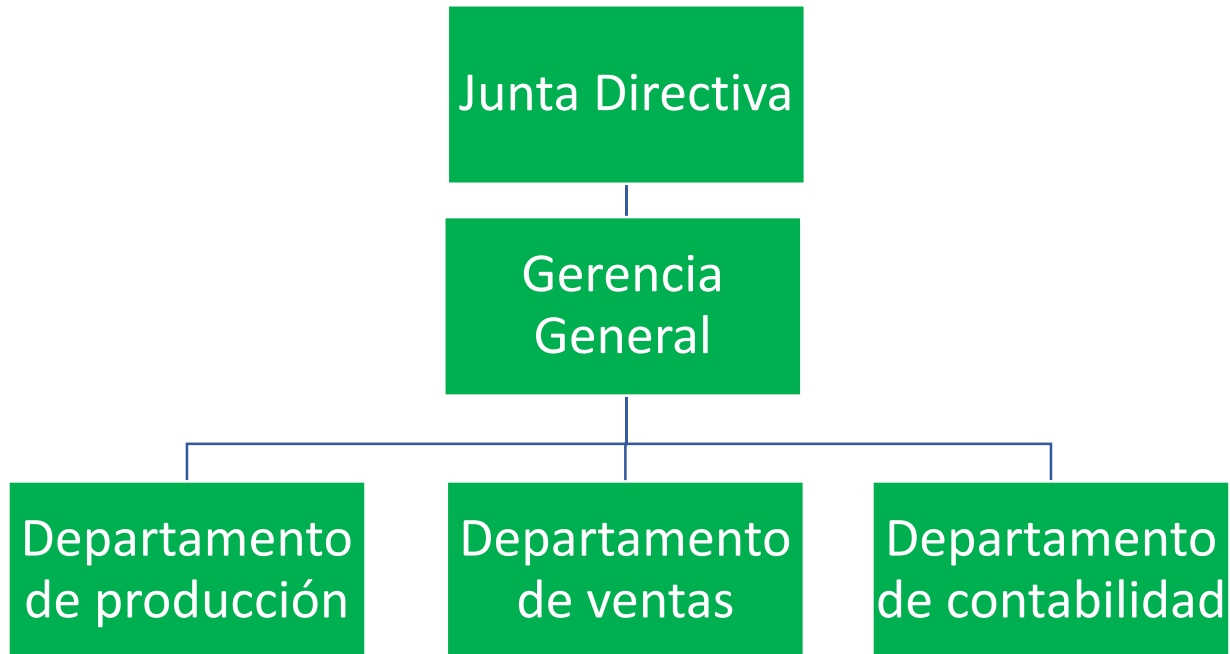 Junta Directiva
Gerencia
General
Departamento
de producción
Departamento
de ventas
Departamento
de contabilidad